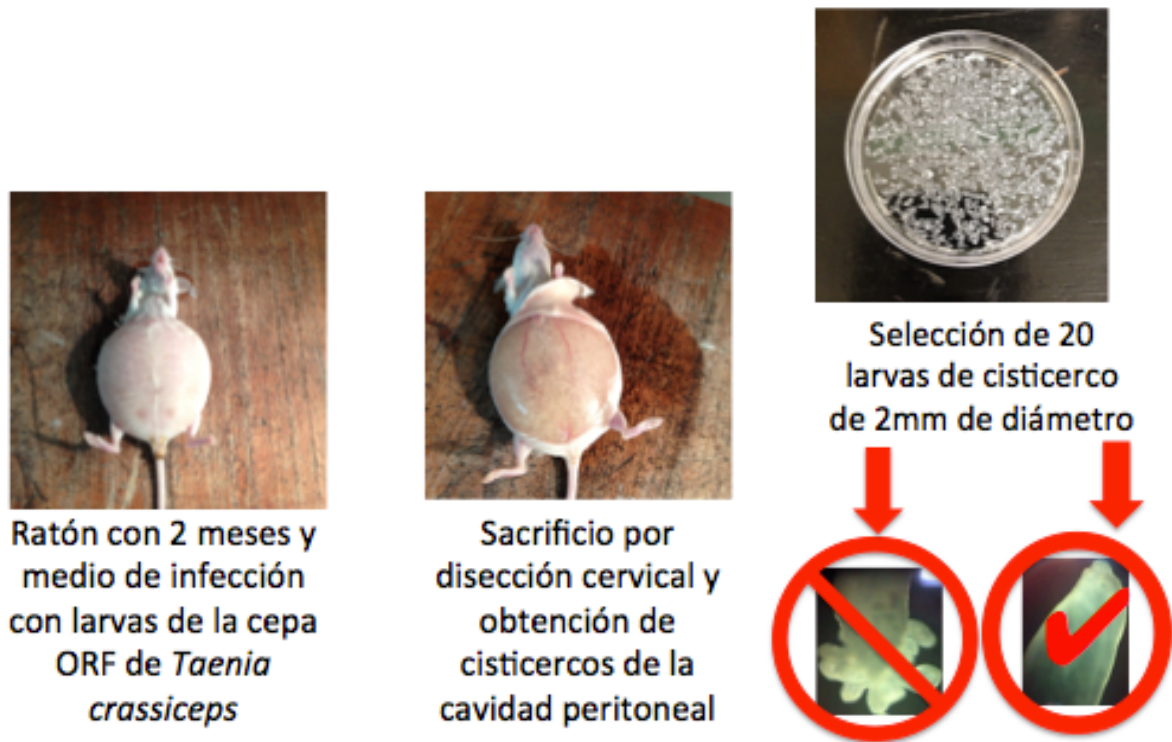 Ratón con 2 meses y
medio de infección
con larvas de la cepa
ORF de Taenia
crassiceps
Sacrificio por
disección cervical y
obtención de
cisticercos de la
cavidad peritoneal
Selección de 20
larvas de cisticerco
de 2mm de diámetro